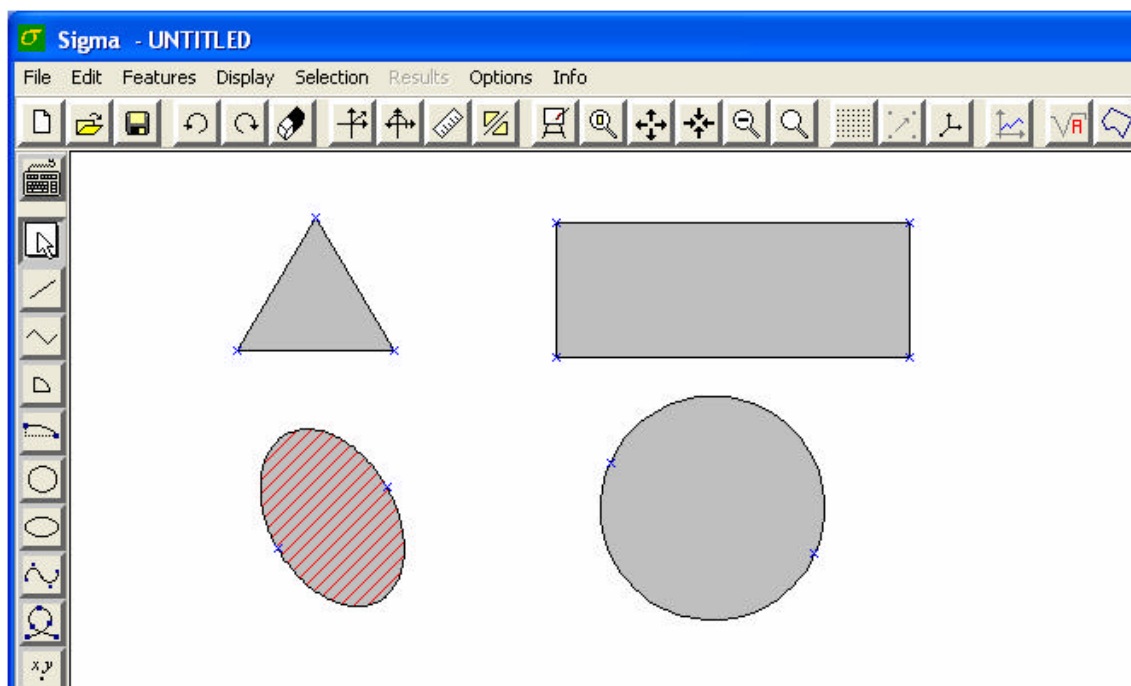 σ Sigma - UNTITLED
File Edit Features Display Selection Results Options Info
√A
x,y